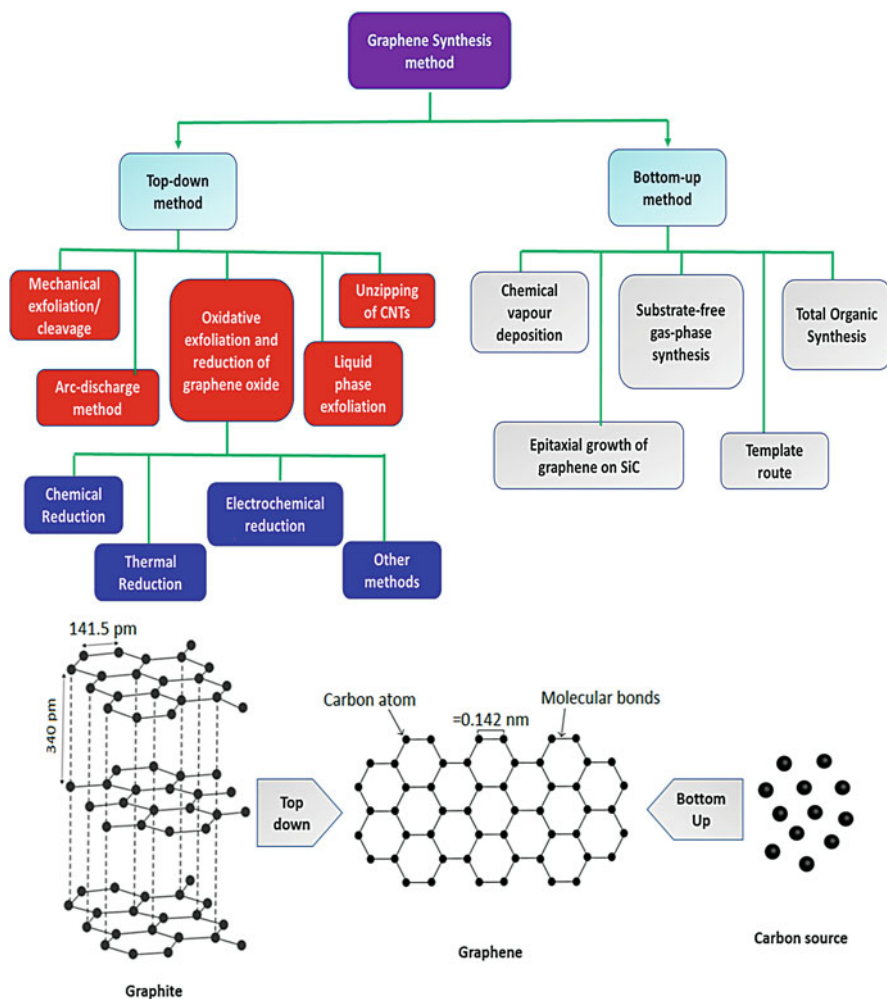 Graphene Synthesis
method
Top-down
method
Bottom-up
method
Mechanical
exfoliation/
cleavage
Arc-discharge
method
Oxidative
exfoliation and
reduction of
graphene oxide
Liquid
phase
exfoliation
Unzipping
of CNTs
Chemical
vapour
deposition
Epitaxial growth of
graphene on SiC
Substrate-free
gas-phase
synthesis
Template
route
Total Organic
Synthesis
Chemical
Reduction
Thermal
Reduction
Electrochemical
reduction
Other
methods
141.5 pm
340 pm
Graphite
Top
down
Carbon atom
=0.142 nm
Molecular bonds
Graphene
Bottom
Up
Carbon source